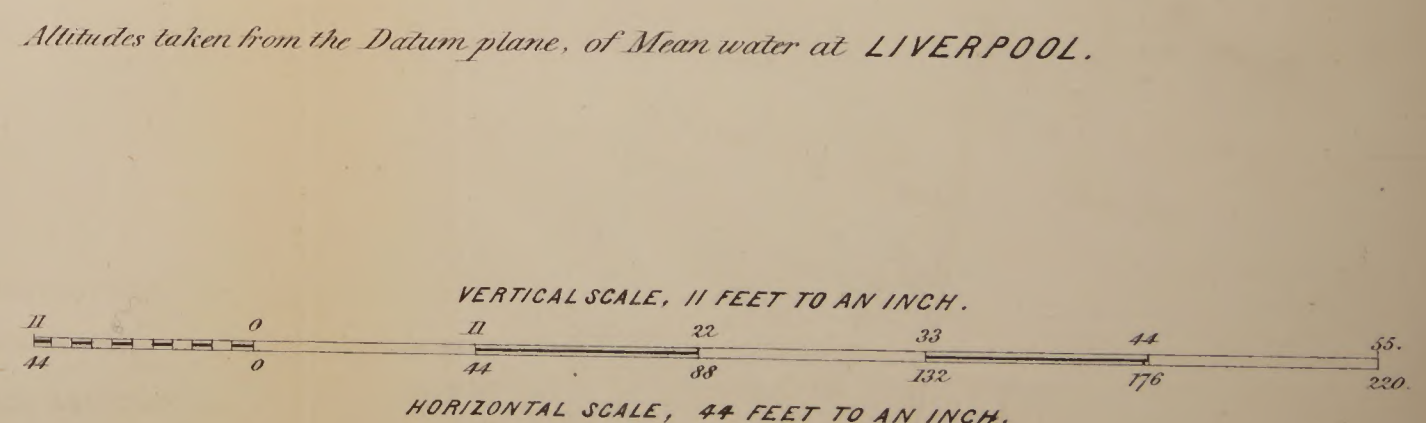 Altitudes taken from the Datum plane, of Mean water at LIVERPOOL.
VERTICAL SCALE, 11 FEET TO AN INCH.
11 0 11 22 33 44 55.
44 0 44 88 132 176 220.
HORIZONTAL SCALE, 44 FEET TO AN INCH.